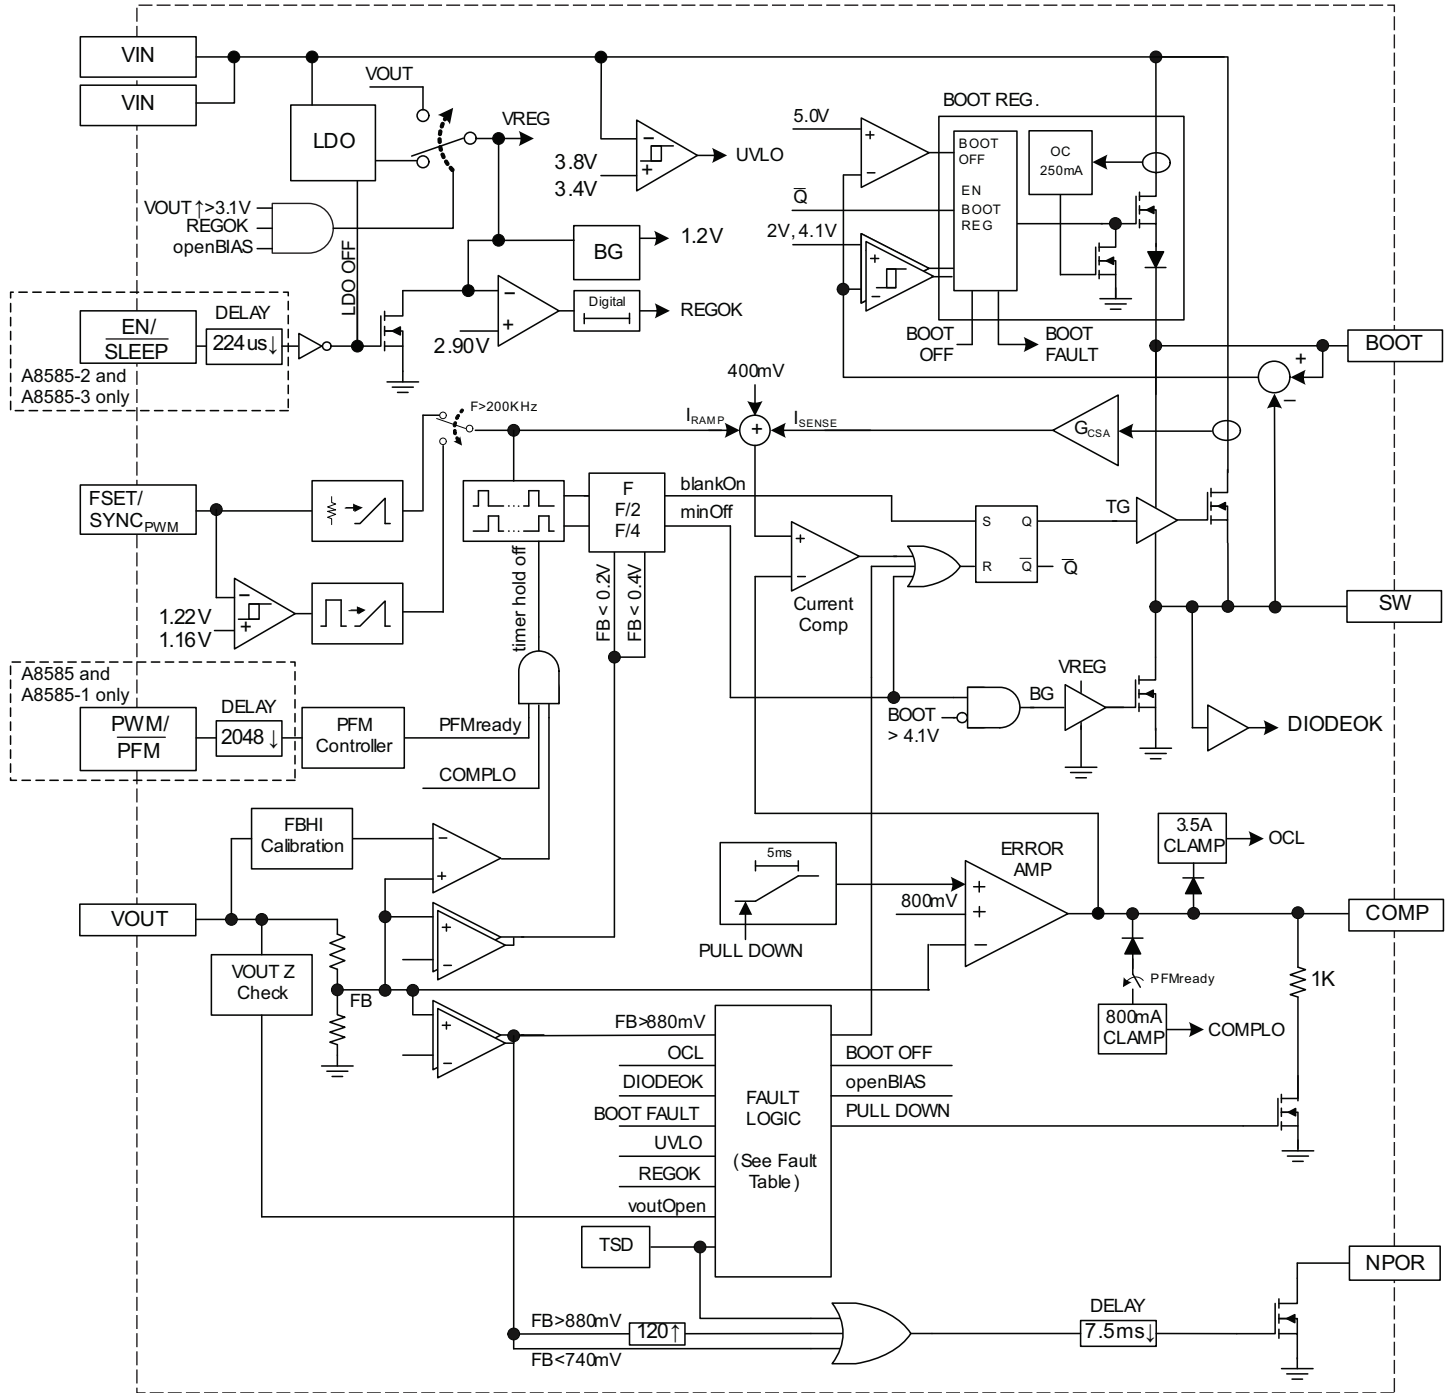 VIN
VIN
VOUT
LDO
VREG
3.8V
3.4V
UVLO
5.0V
BOOT REG.
BOOT
OFF
EN
BOOT
REG
OC
250mA
Q̅
2V, 4.1V
BOOT
OFF
BOOT
FAULT
VOUT ↑>3.1V
REGOK
openBIAS
LDO OFF
BG
1.2V
Digital
REGOK
2.90V
EN/
S̅L̅E̅E̅P̅
DELAY
224us↓
A8585-2 and
A8585-3 only
BOOT
+
−
400mV
F>200KHz
I_RAMP
+
I_SENSE
G_CSA
FSET/
SYNC_PWM
1.22V
1.16V
F
F/2
F/4
blankOn
minOff
timer hold off
FB < 0.2V
FB < 0.4V
Current
Comp
S Q
R Q̅
Q̅
TG
SW
A8585 and
A8585-1 only
PWM/
P̅F̅M̅
DELAY
2048 ↓
PFM
Controller
PFMready
COMPLO
BOOT
> 4.1V
BG
VREG
DIODEOK
FBHI
Calibration
5ms
PULL DOWN
800mV
ERROR
AMP
3.5A
CLAMP
OCL
COMP
VOUT
VOUT Z
Check
FB
PFMready
800mA
CLAMP
COMPLO
1K
FB>880mV
OCL
DIODEOK
BOOT FAULT
UVLO
REGOK
voutOpen
FAULT
LOGIC
(See Fault
Table)
BOOT OFF
openBIAS
PULL DOWN
TSD
NPOR
FB>880mV
120↑
FB<740mV
DELAY
7.5ms↓